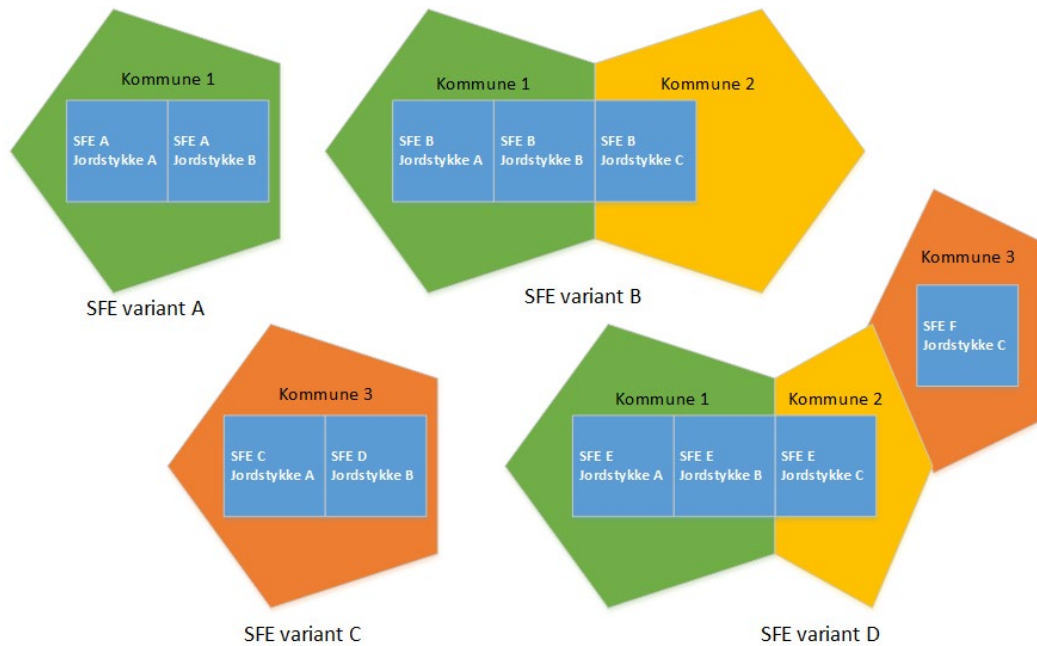 Kommune 1
SFE A
Jordstykke A
SFE A
Jordstykke B
SFE variant A
Kommune 1
Kommune 2
SFE B
Jordstykke A
SFE B
Jordstykke B
SFE B
Jordstykke C
SFE variant B
Kommune 3
SFE C
Jordstykke A
SFE D
Jordstykke B
SFE variant C
Kommune 1
Kommune 2
Kommune 3
SFE E
Jordstykke A
SFE E
Jordstykke B
SFE E
Jordstykke C
SFE F
Jordstykke C
SFE variant D